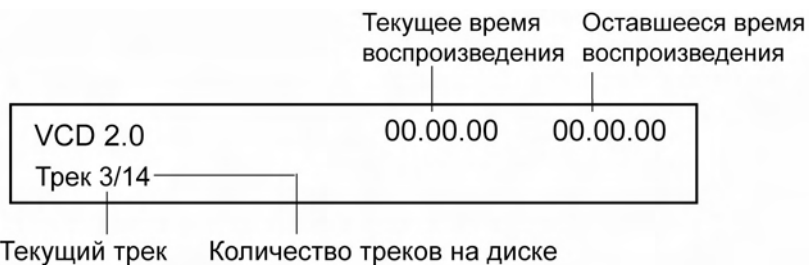 Текущее время
воспроизведения
Оставшееся время
воспроизведения
VCD 2.0
00.00.00
00.00.00
Трек 3/14
Текущий трек
Количество треков на диске